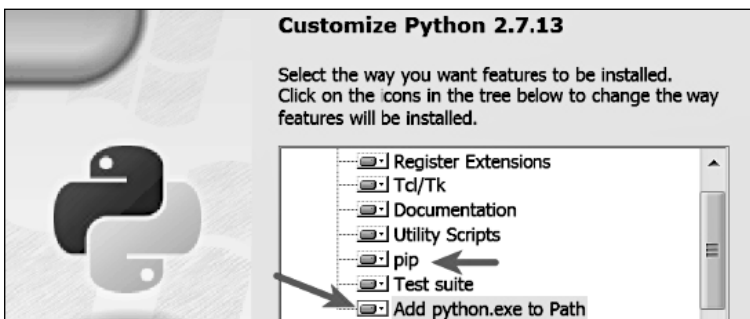 Customize Python 2.7.13
Select the way you want features to be installed.
Click on the icons in the tree below to change the way
features will be installed.
Register Extensions
Tcl/Tk
Documentation
Utility Scripts
pip
Test suite
Add python.exe to Path